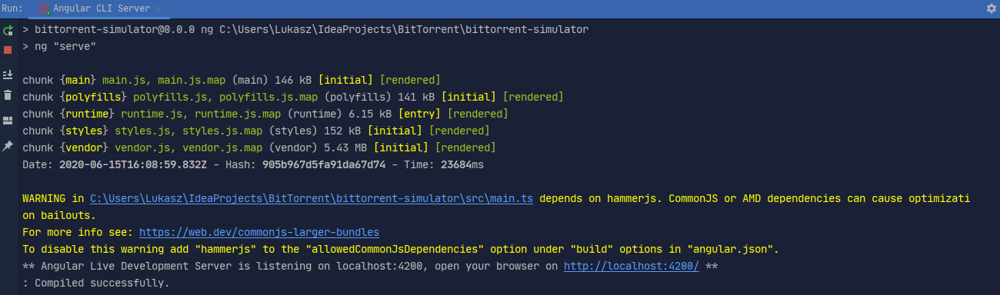 Run: Angular CLI Server
> bittorrent-simulator@0.0.0 ng C:\Users\Lukasz\IdeaProjects\BitTorrent\bittorrent-simulator
> ng "serve"
chunk {main} main.js, main.js.map (main) 146 kB [initial] [rendered]
chunk {polyfills} polyfills.js, polyfills.js.map (polyfills) 141 kB [initial] [rendered]
chunk {runtime} runtime.js, runtime.js.map (runtime) 6.15 kB [entry] [rendered]
chunk {styles} styles.js, styles.js.map (styles) 152 kB [initial] [rendered]
chunk {vendor} vendor.js, vendor.js.map (vendor) 5.43 MB [initial] [rendered]
Date: 2020-06-15T16:08:59.832Z - Hash: 905b967d5fa91da67d74 - Time: 23684ms
WARNING in C:\Users\Lukasz\IdeaProjects\BitTorrent\bittorrent-simulator\src\main.ts depends on hammerjs. CommonJS or AMD dependencies can cause optimizati
on bailouts.
For more info see: https://web.dev/commonjs-larger-bundles
To disable this warning add "hammerjs" to the "allowedCommonJsDependencies" option under "build" options in "angular.json".
** Angular Live Development Server is listening on localhost:4200, open your browser on http://localhost:4200/ **
: Compiled successfully.